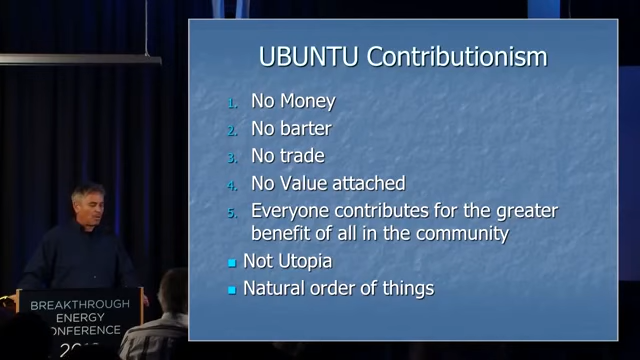 UBUNTU Contributionism
1. No Money
2. No barter
3. No trade
4. No Value attached
5. Everyone contributes for the greater
benefit of all in the community
Not Utopia
Natural order of things
BREAKTHROUGH
ENERGY
CONFERENCE